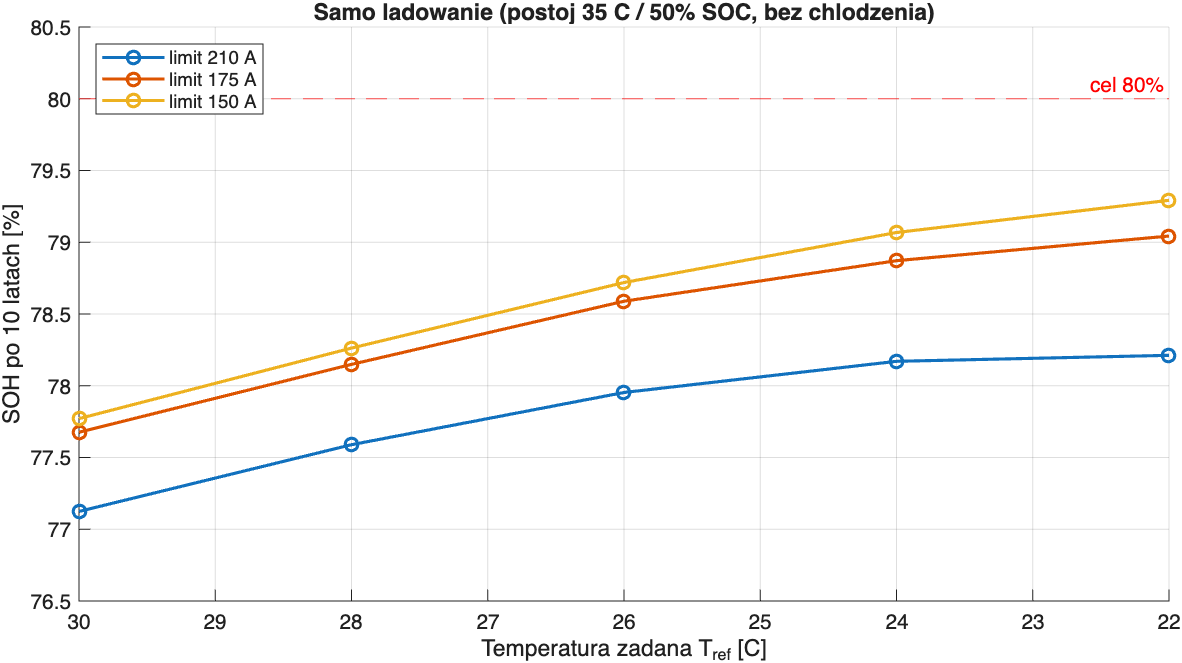 Samo ladowanie (postoj 35 C / 50% SOC, bez chlodzenia)
limit 210 A
limit 175 A
limit 150 A
cel 80%
80.5
80
79.5
79
78.5
78
77.5
77
76.5
SOH po 10 latach [%]
30 29 28 27 26 25 24 23 22
Temperatura zadana T_ref [C]